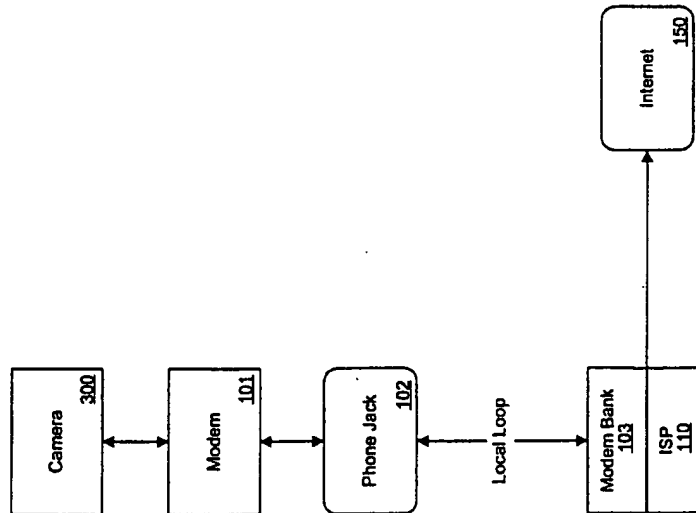 Camera
300
Modem
101
Phone Jack
102
Local Loop
Modem Bank
103
ISP
110
Internet
150